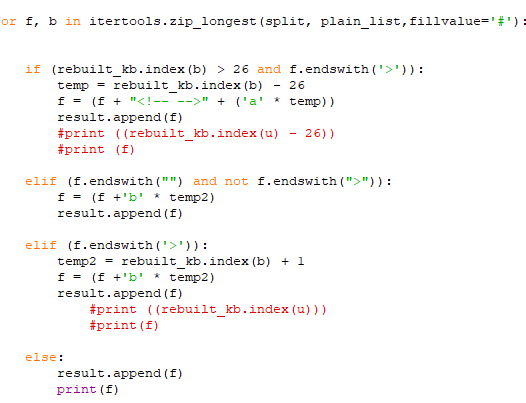 or f, b in itertools.zip_longest(split, plain_list,fillvalue='#'):
if (rebuilt_kb.index(b) > 26 and f.endswith('>')):
temp = rebuilt_kb.index(b) - 26
f = (f + "<!-- -->" + ('a' * temp))
result.append(f)
#print ((rebuilt_kb.index(u) - 26))
#print (f)
elif (f.endswith("") and not f.endswith(">")):
f = (f +'b' * temp2)
result.append(f)
elif (f.endswith('>')):
temp2 = rebuilt_kb.index(b) + 1
f = (f +'b' * temp2)
result.append(f)
#print ((rebuilt_kb.index(u)))
#print(f)
else:
result.append(f)
print(f)